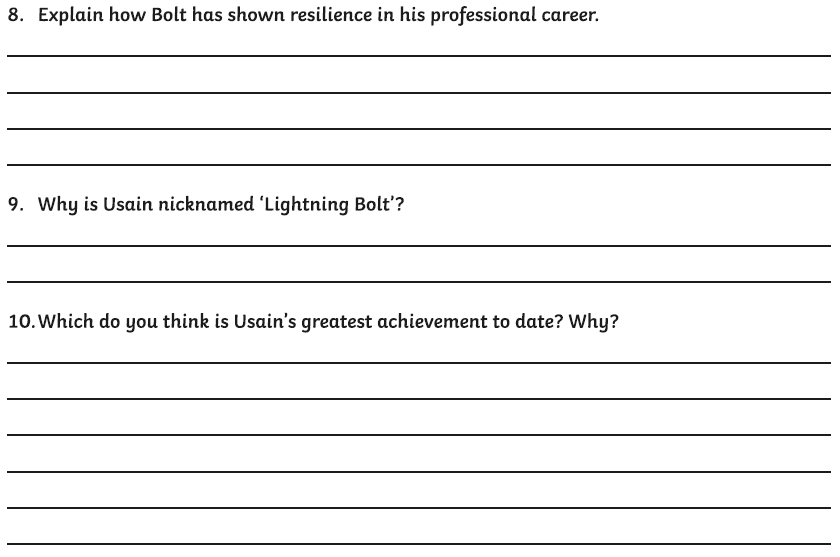 8. Explain how Bolt has shown resilience in his professional career.
9. Why is Usain nicknamed ‘Lightning Bolt’?
10. Which do you think is Usain’s greatest achievement to date? Why?